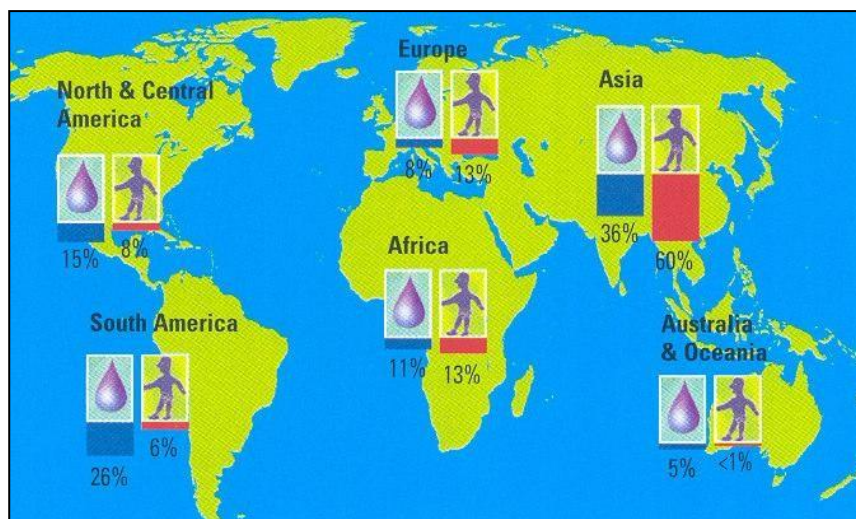 Europe
8% 13%
Asia
36% 60%
North & Central
America
15% 8%
Africa
11% 13%
South America
26% 6%
Australia
& Oceania
5% <1%